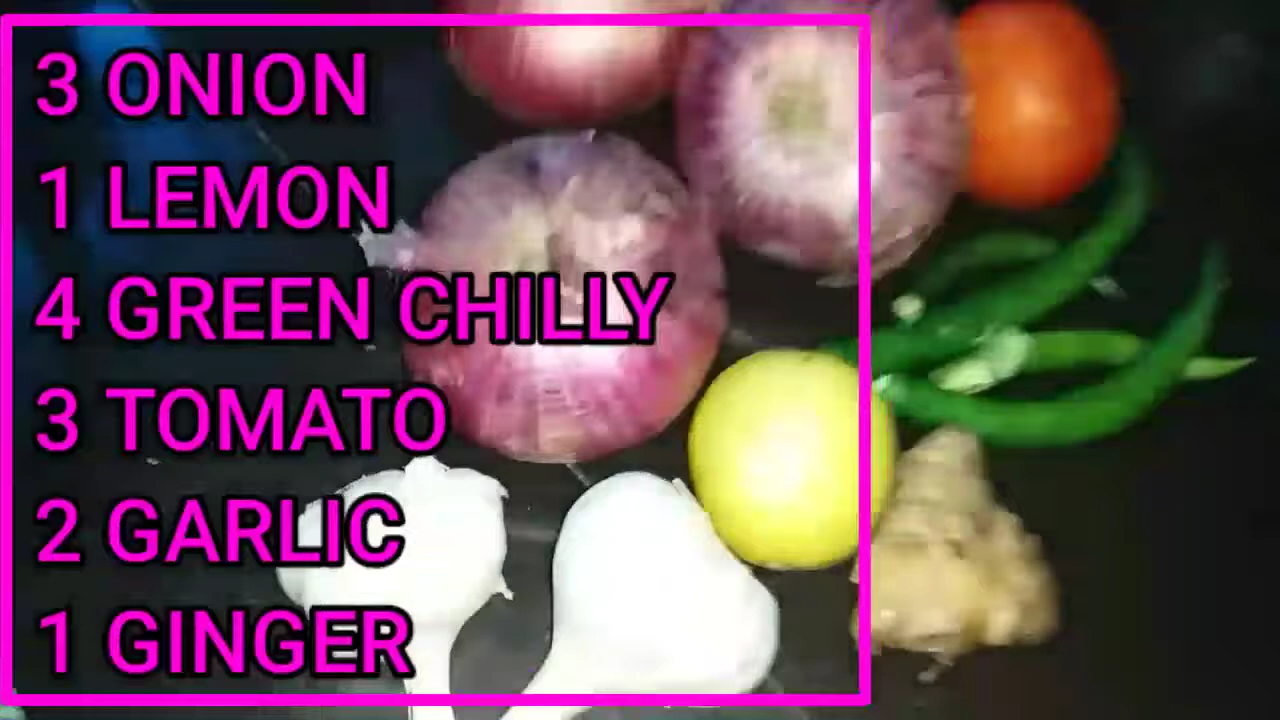 3 ONION
1 LEMON
4 GREEN CHILLY
3 TOMATO
2 GARLIC
1 GINGER